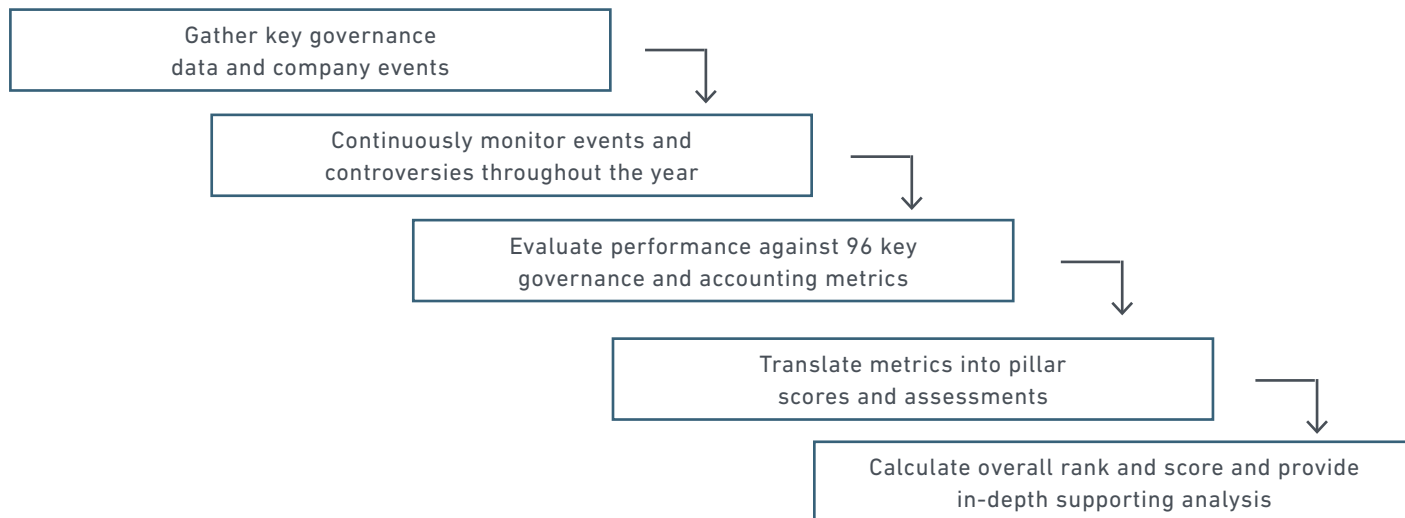 Gather key governance
data and company events
Continuously monitor events and
controversies throughout the year
Evaluate performance against 96 key
governance and accounting metrics
Translate metrics into pillar
scores and assessments
Calculate overall rank and score and provide
in-depth supporting analysis